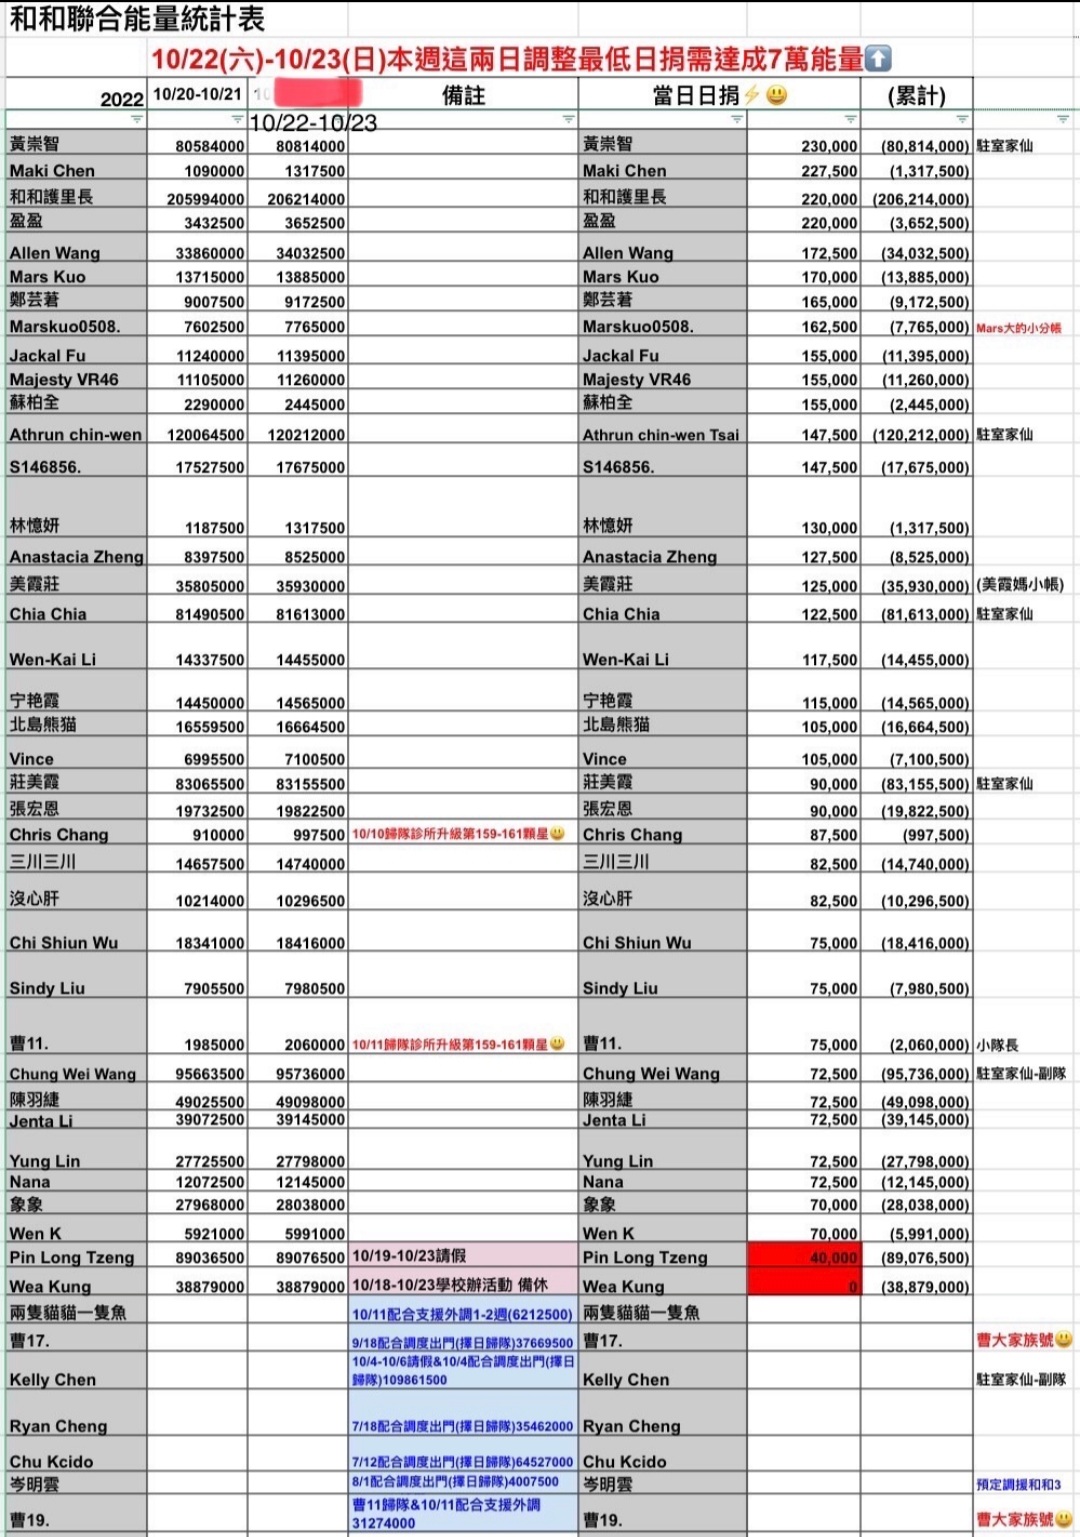 和和聯合能量統計表
10/22(六)-10/23(日)本週這兩日調整最低日捐需達成7萬能量⬆️
2022 10/20-10/21 10 備註 當日日捐⚡😃 (累計)
10/22-10/23
黃崇智 80584000 80814000 黃崇智 230,000 (80,814,000) 駐室家仙
Maki Chen 1090000 1317500 Maki Chen 227,500 (1,317,500)
和和護里長 205994000 206214000 和和護里長 220,000 (206,214,000)
盈盈 3432500 3652500 盈盈 220,000 (3,652,500)
Allen Wang 33860000 34032500 Allen Wang 172,500 (34,032,500)
Mars Kuo 13715000 13885000 Mars Kuo 170,000 (13,885,000)
鄭芸蓉 9007500 9172500 鄭芸蓉 165,000 (9,172,500)
Marskuo0508. 7602500 7765000 Marskuo0508. 162,500 (7,765,000) Mars大的小分帳
Jackal Fu 11240000 11395000 Jackal Fu 155,000 (11,395,000)
Majesty VR46 11105000 11260000 Majesty VR46 155,000 (11,260,000)
蘇柏全 2290000 2445000 蘇柏全 155,000 (2,445,000)
Athrun chin-wen 120064500 120212000 Athrun chin-wen Tsai 147,500 (120,212,000) 駐室家仙
S146856. 17527500 17675000 S146856. 147,500 (17,675,000)
林憶妍 1187500 1317500 林憶妍 130,000 (1,317,500)
Anastacia Zheng 8397500 8525000 Anastacia Zheng 127,500 (8,525,000)
美霞莊 35805000 35930000 美霞莊 125,000 (35,930,000) (美霞媽小帳)
Chia Chia 81490500 81613000 Chia Chia 122,500 (81,613,000) 駐室家仙
Wen-Kai Li 14337500 14455000 Wen-Kai Li 117,500 (14,455,000)
宁艳霞 14450000 14565000 宁艳霞 115,000 (14,565,000)
北島熊猫 16559500 16664500 北島熊猫 105,000 (16,664,500)
Vince 6995500 7100500 Vince 105,000 (7,100,500)
莊美霞 83065500 83155500 莊美霞 90,000 (83,155,500) 駐室家仙
張宏恩 19732500 19822500 張宏恩 90,000 (19,822,500)
Chris Chang 910000 997500 10/10歸隊診所升級第159-161顆星😃 Chris Chang 87,500 (997,500)
三川三川 14657500 14740000 三川三川 82,500 (14,740,000)
沒心肝 10214000 10296500 沒心肝 82,500 (10,296,500)
Chi Shiun Wu 18341000 18416000 Chi Shiun Wu 75,000 (18,416,000)
Sindy Liu 7905500 7980500 Sindy Liu 75,000 (7,980,500)
曹11. 1985000 2060000 10/11歸隊診所升級第159-161顆星😃 曹11. 75,000 (2,060,000) 小隊長
Chung Wei Wang 95663500 95736000 Chung Wei Wang 72,500 (95,736,000) 駐室家仙-副隊
陳羽緁 49025500 49098000 陳羽緁 72,500 (49,098,000)
Jenta Li 39072500 39145000 Jenta Li 72,500 (39,145,000)
Yung Lin 27725500 27798000 Yung Lin 72,500 (27,798,000)
Nana 12072500 12145000 Nana 72,500 (12,145,000)
象象 27968000 28038000 象象 70,000 (28,038,000)
Wen K 5921000 5991000 Wen K 70,000 (5,991,000)
Pin Long Tzeng 89036500 89076500 10/19-10/23請假 Pin Long Tzeng 40,000 (89,076,500)
Wea Kung 38879000 38879000 10/18-10/23學校辦活動 備休 Wea Kung 0 (38,879,000)
兩隻貓貓一隻魚 10/11配合支援外調1-2週(6212500) 兩隻貓貓一隻魚
曹17. 9/18配合調度出門(擇日歸隊)37669500 曹17. 曹大家族號😃
10/4-10/6請假&10/4配合調度出門(擇日
Kelly Chen 歸隊)109861500 Kelly Chen 駐室家仙-副隊
Ryan Cheng 7/18配合調度出門(擇日歸隊)35462000 Ryan Cheng
Chu Kcido 7/12配合調度出門(擇日歸隊)64527000 Chu Kcido
岑明雲 8/1配合調度出門(擇日歸隊)4007500 岑明雲 預定調援和和3
曹11歸隊&10/11配合支援外調
曹19. 31274000 曹19. 曹大家族號😃